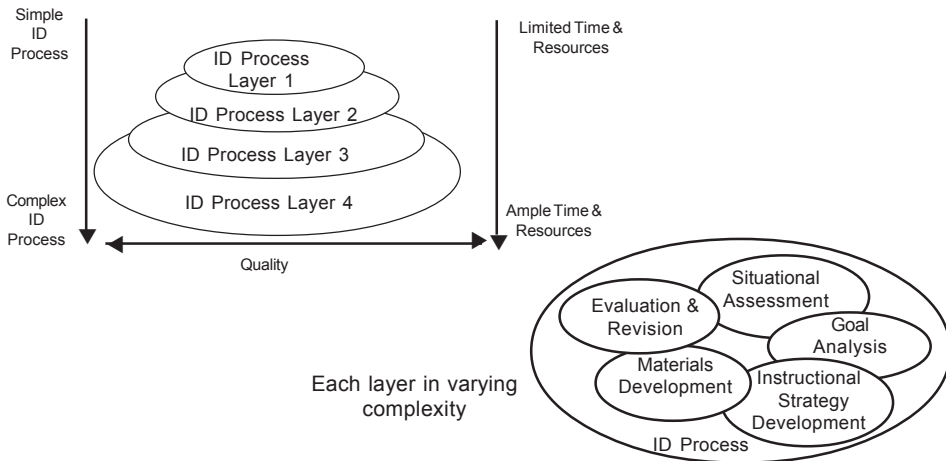 Simple
ID
Process
Limited Time &
Resources
ID Process
Layer 1
ID Process Layer 2
ID Process Layer 3
ID Process Layer 4
Complex
ID
Process
Ample Time &
Resources
Quality
Situational
Assessment
Evaluation &
Revision
Goal
Analysis
Materials
Development
Instructional
Strategy
Development
ID Process
Each layer in varying
complexity